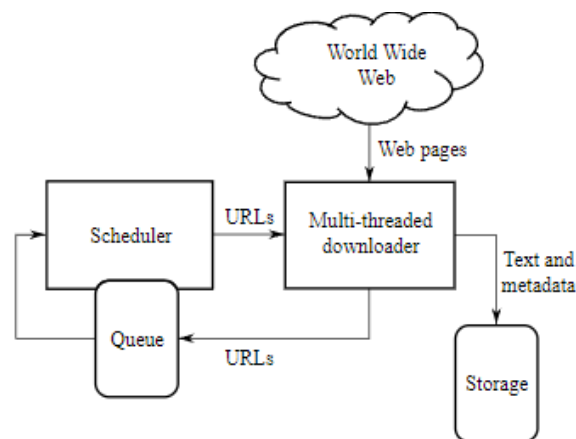 World Wide
Web
Web pages
Scheduler
URLs
Multi-threaded
downloader
Text and
metadata
Queue
URLs
Storage